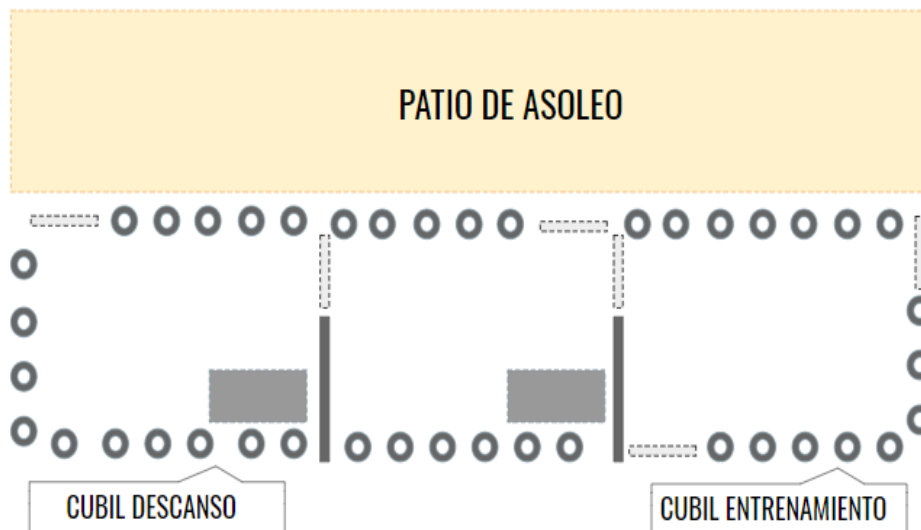 PATIO DE ASOLEO
CUBIL DESCANSO
CUBIL ENTRENAMIENTO